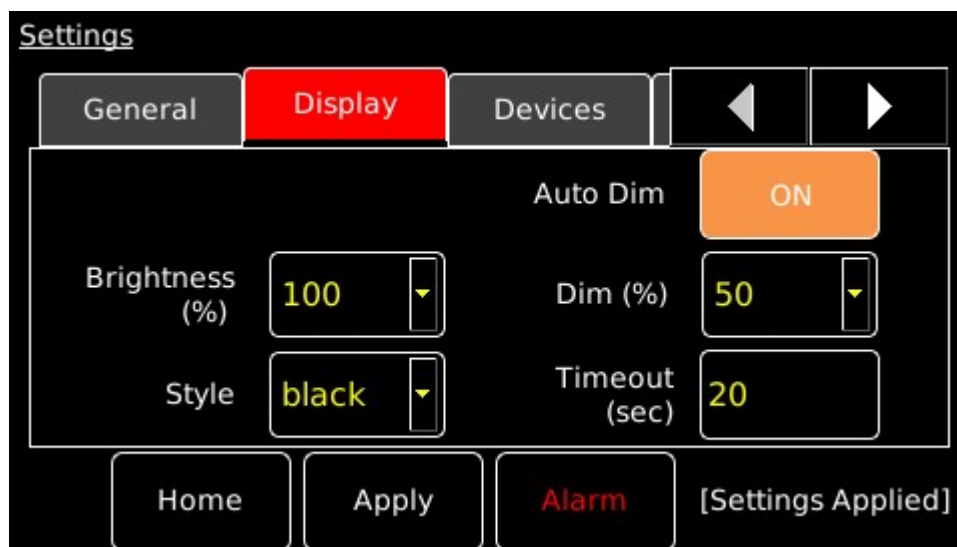 Settings
General Display Devices
Auto Dim ON
Brightness (%) 100 Dim (%) 50
Style black Timeout (sec) 20
Home Apply Alarm [Settings Applied]